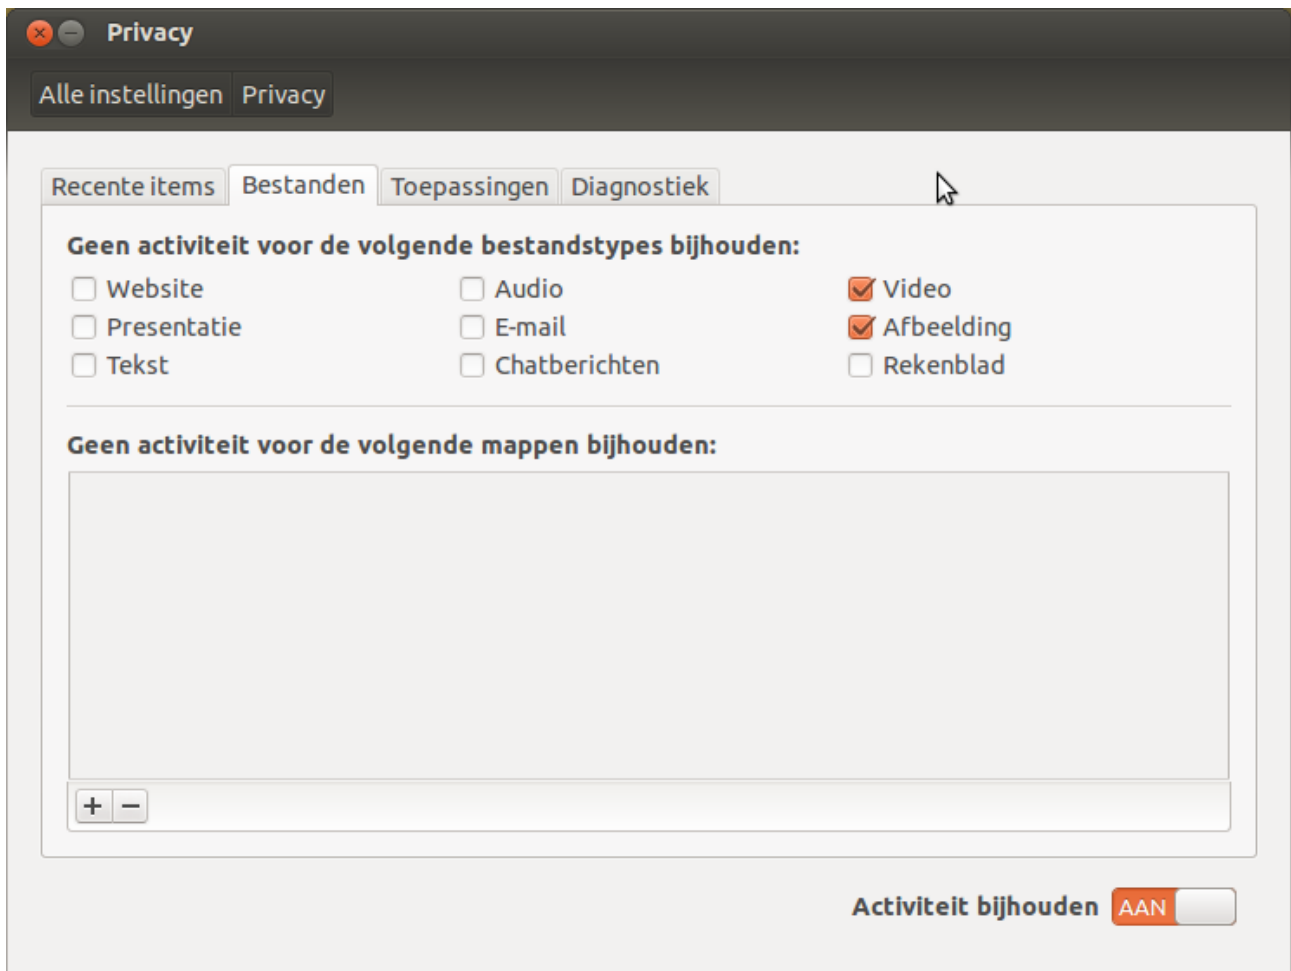 Privacy
Alle instellingen Privacy
Recente items Bestanden Toepassingen Diagnostiek
Geen activiteit voor de volgende bestandstypes bijhouden:
Website Audio Video
Presentatie E-mail Afbeelding
Tekst Chatberichten Rekenblad
Geen activiteit voor de volgende mappen bijhouden:
Activiteit bijhouden AAN